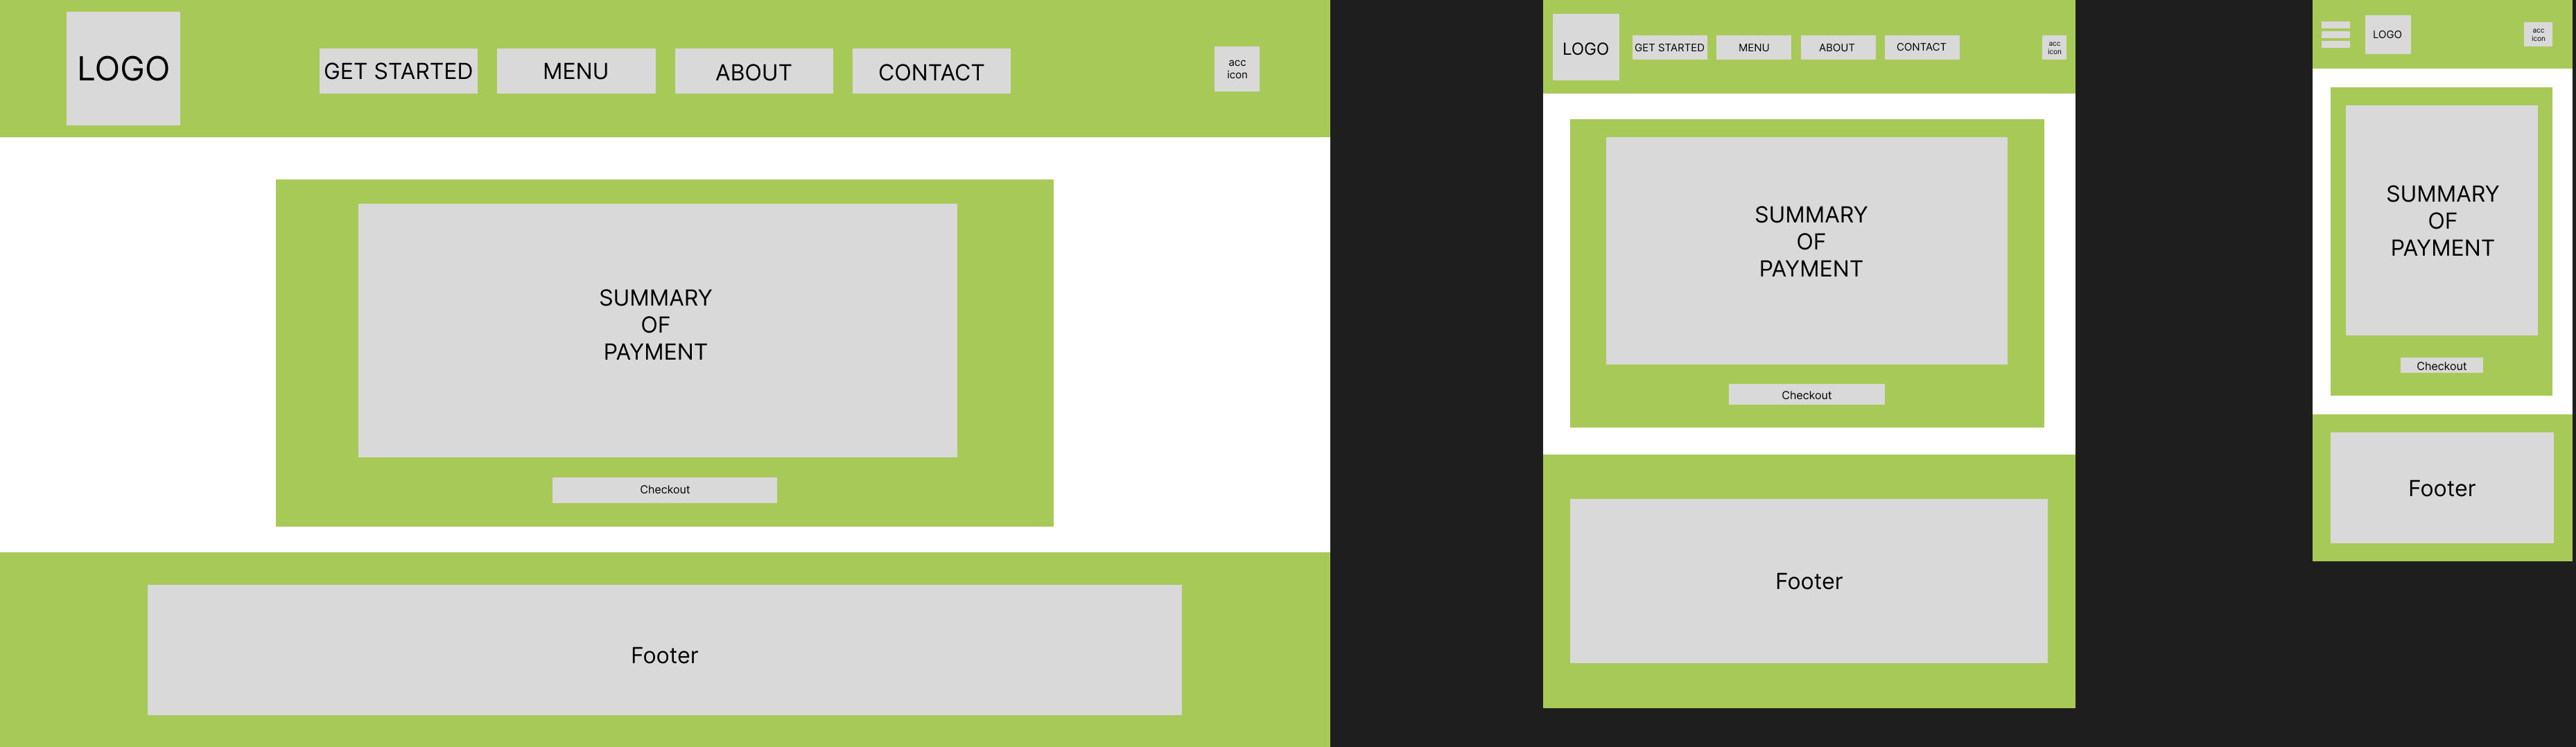 LOGO
GET STARTED
MENU
ABOUT
CONTACT
acc
icon
SUMMARY
OF
PAYMENT
Checkout
Footer
LOGO
GET STARTED
MENU
ABOUT
CONTACT
acc
icon
SUMMARY
OF
PAYMENT
Checkout
Footer
LOGO
acc
icon
SUMMARY
OF
PAYMENT
Checkout
Footer